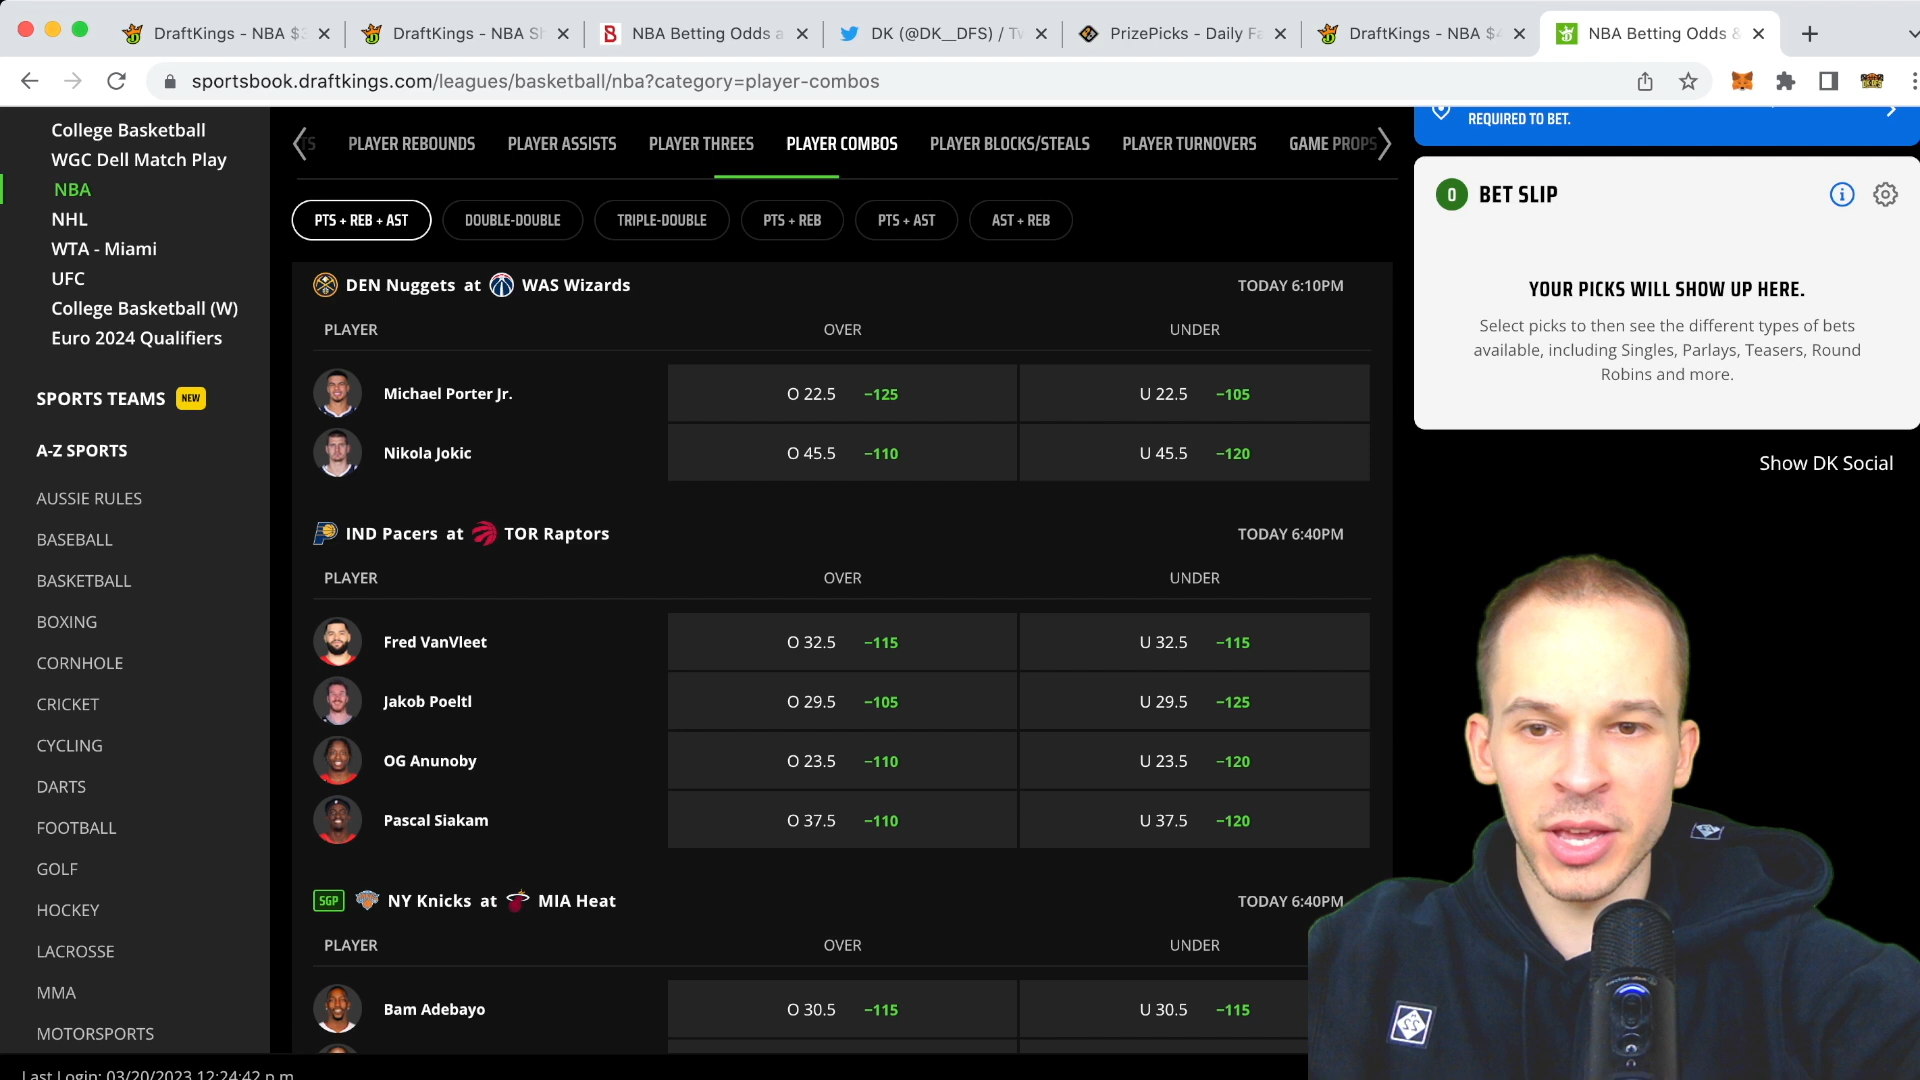 DraftKings - NBA $3
DraftKings - NBA Sh
NBA Betting Odds a
DK (@DK__DFS) / Tw
PrizePicks - Daily Fa
DraftKings - NBA $4
NBA Betting Odds &
sportsbook.draftkings.com/leagues/basketball/nba?category=player-combos
College Basketball
WGC Dell Match Play
NBA
NHL
WTA - Miami
UFC
College Basketball (W)
Euro 2024 Qualifiers
SPORTS TEAMS NEW
A-Z SPORTS
AUSSIE RULES
BASEBALL
BASKETBALL
BOXING
CORNHOLE
CRICKET
CYCLING
DARTS
FOOTBALL
GOLF
HOCKEY
LACROSSE
MMA
MOTORSPORTS
Last Login: 03/20/2023 12:24:42 p.m.
TS PLAYER REBOUNDS PLAYER ASSISTS PLAYER THREES PLAYER COMBOS PLAYER BLOCKS/STEALS PLAYER TURNOVERS GAME PROPS
PTS + REB + AST DOUBLE-DOUBLE TRIPLE-DOUBLE PTS + REB PTS + AST AST + REB
DEN Nuggets at WAS Wizards TODAY 6:10PM
PLAYER OVER UNDER
Michael Porter Jr. O 22.5 −125 U 22.5 −105
Nikola Jokic O 45.5 −110 U 45.5 −120
IND Pacers at TOR Raptors TODAY 6:40PM
PLAYER OVER UNDER
Fred VanVleet O 32.5 −115 U 32.5 −115
Jakob Poeltl O 29.5 −105 U 29.5 −125
OG Anunoby O 23.5 −110 U 23.5 −120
Pascal Siakam O 37.5 −110 U 37.5 −120
SGP NY Knicks at MIA Heat TODAY 6:40PM
PLAYER OVER UNDER
Bam Adebayo O 30.5 −115 U 30.5 −115
REQUIRED TO BET.
0 BET SLIP
YOUR PICKS WILL SHOW UP HERE.
Select picks to then see the different types of bets
available, including Singles, Parlays, Teasers, Round
Robins and more.
Show DK Social
22